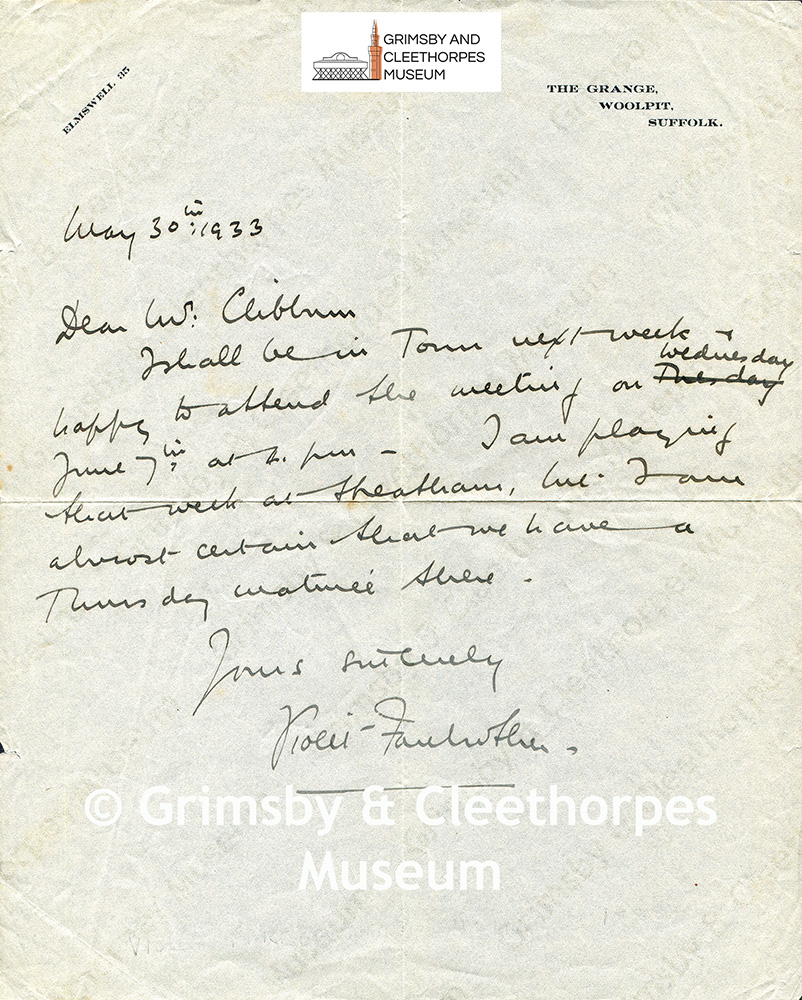 GRIMSBY AND
CLEETHORPES
MUSEUM
ELMSWELL 35
THE GRANGE,
WOOLPIT,
SUFFOLK.
May 30th: 1933
Dear Mr: Clibburn
I shall be in Town next week &
happy to attend the meeting on Tuesday Wednesday
June 7th at 2. pm - I am playing
that week at Streatham, but I am
almost certain that we have a
Thursday matineé there.
Yours sincerely
Violet Fairbrother.
© Grimsby & Cleethorpes
Museum